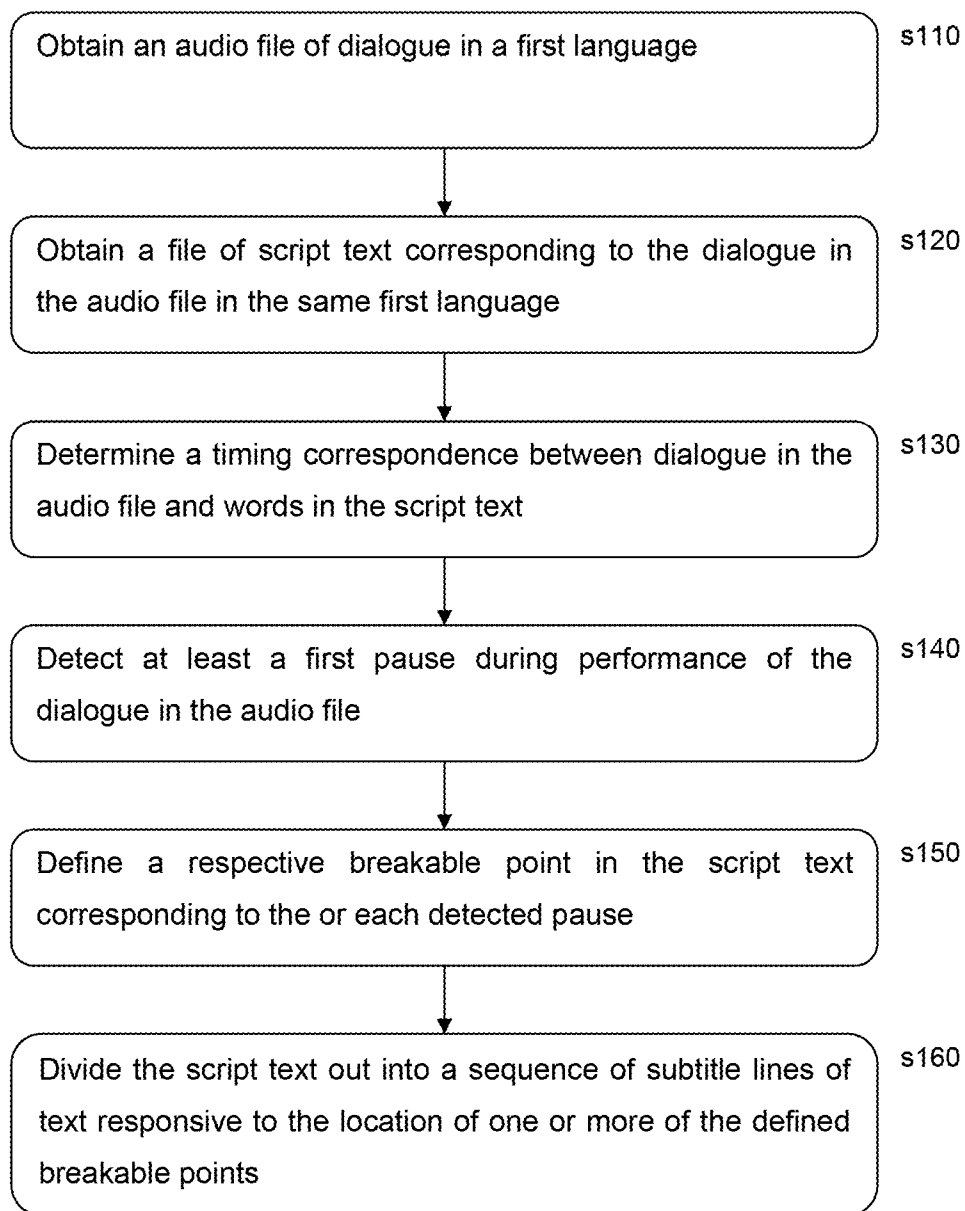 Obtain an audio file of dialogue in a first language
s110
Obtain a file of script text corresponding to the dialogue in
the audio file in the same first language
s120
Determine a timing correspondence between dialogue in the
audio file and words in the script text
s130
Detect at least a first pause during performance of the
dialogue in the audio file
s140
Define a respective breakable point in the script text
corresponding to the or each detected pause
s150
Divide the script text out into a sequence of subtitle lines of
text responsive to the location of one or more of the defined
breakable points
s160